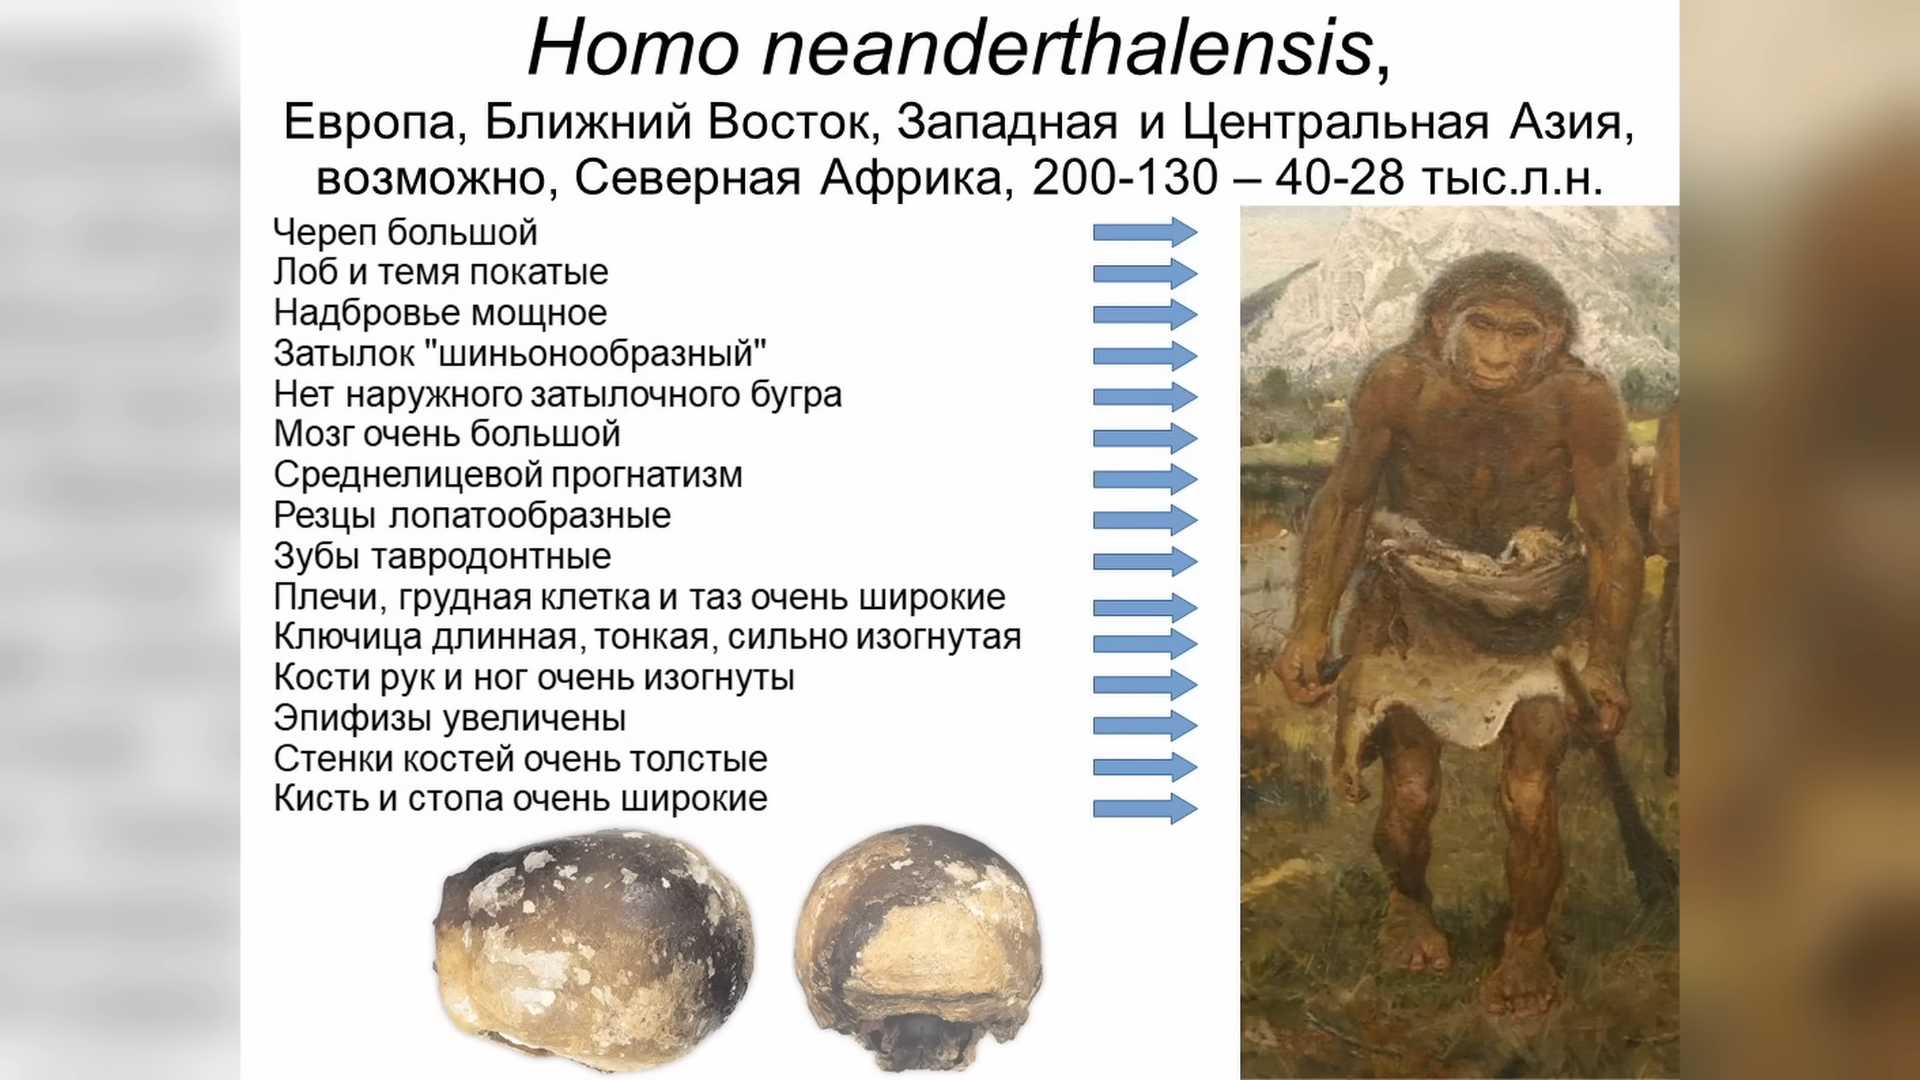 Homo neanderthalensis,
Европа, Ближний Восток, Западная и Центральная Азия,
возможно, Северная Африка, 200-130 – 40-28 тыс.л.н.
Череп большой
Лоб и темя покатые
Надбровье мощное
Затылок "шиньонообразный"
Нет наружного затылочного бугра
Мозг очень большой
Среднелицевой прогнатизм
Резцы лопатообразные
Зубы тавродонтные
Плечи, грудная клетка и таз очень широкие
Ключица длинная, тонкая, сильно изогнутая
Кости рук и ног очень изогнуты
Эпифизы увеличены
Стенки костей очень толстые
Кисть и стопа очень широкие